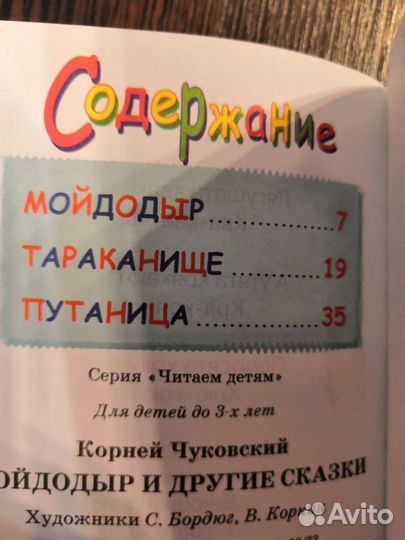 Содержание
МОЙДОДЫР 7
ТАРАКАНИЩЕ 19
ПУТАНИЦА 35
Серия «Читаем детям»
Для детей до 3-х лет
Корней Чуковский
ОЙДОДЫР И ДРУГИЕ СКАЗКИ
Художники С. Бордюг, В.
Avito